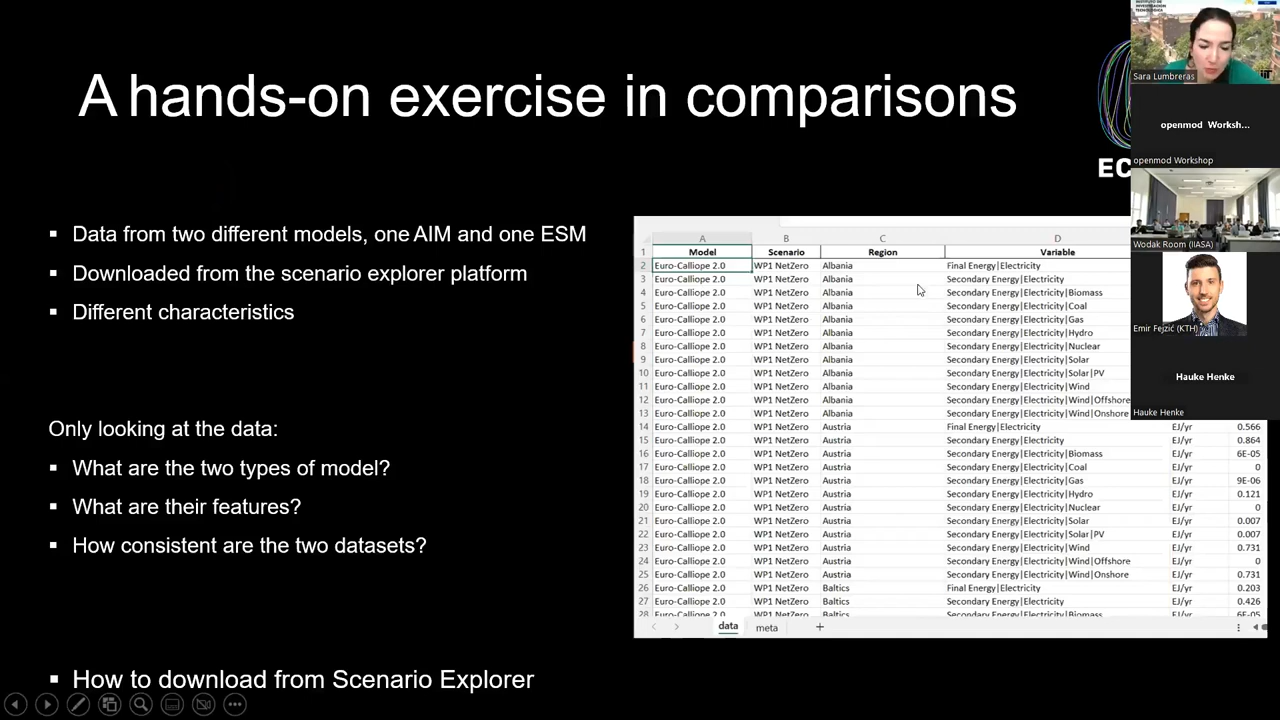 A hands-on exercise in comparisons
▪ Data from two different models, one AIM and one ESM
▪ Downloaded from the scenario explorer platform
▪ Different characteristics
Only looking at the data:
▪ What are the two types of model?
▪ What are their features?
▪ How consistent are the two datasets?
▪ How to download from Scenario Explorer
A B C D
1 Model Scenario Region Variable
2 Euro-Calliope 2.0 WP1 NetZero Albania Final Energy|Electricity
3 Euro-Calliope 2.0 WP1 NetZero Albania Secondary Energy|Electricity
4 Euro-Calliope 2.0 WP1 NetZero Albania Secondary Energy|Electricity|Biomass
5 Euro-Calliope 2.0 WP1 NetZero Albania Secondary Energy|Electricity|Coal
6 Euro-Calliope 2.0 WP1 NetZero Albania Secondary Energy|Electricity|Gas
7 Euro-Calliope 2.0 WP1 NetZero Albania Secondary Energy|Electricity|Hydro
8 Euro-Calliope 2.0 WP1 NetZero Albania Secondary Energy|Electricity|Nuclear
9 Euro-Calliope 2.0 WP1 NetZero Albania Secondary Energy|Electricity|Solar
10 Euro-Calliope 2.0 WP1 NetZero Albania Secondary Energy|Electricity|Solar|PV
11 Euro-Calliope 2.0 WP1 NetZero Albania Secondary Energy|Electricity|Wind
12 Euro-Calliope 2.0 WP1 NetZero Albania Secondary Energy|Electricity|Wind|Offshore
13 Euro-Calliope 2.0 WP1 NetZero Albania Secondary Energy|Electricity|Wind|Onshore
14 Euro-Calliope 2.0 WP1 NetZero Austria Final Energy|Electricity EJ/yr 0.566
15 Euro-Calliope 2.0 WP1 NetZero Austria Secondary Energy|Electricity EJ/yr 0.864
16 Euro-Calliope 2.0 WP1 NetZero Austria Secondary Energy|Electricity|Biomass EJ/yr 6E-05
17 Euro-Calliope 2.0 WP1 NetZero Austria Secondary Energy|Electricity|Coal EJ/yr 0
18 Euro-Calliope 2.0 WP1 NetZero Austria Secondary Energy|Electricity|Gas EJ/yr 9E-06
19 Euro-Calliope 2.0 WP1 NetZero Austria Secondary Energy|Electricity|Hydro EJ/yr 0.121
20 Euro-Calliope 2.0 WP1 NetZero Austria Secondary Energy|Electricity|Nuclear EJ/yr 0
21 Euro-Calliope 2.0 WP1 NetZero Austria Secondary Energy|Electricity|Solar EJ/yr 0.007
22 Euro-Calliope 2.0 WP1 NetZero Austria Secondary Energy|Electricity|Solar|PV EJ/yr 0.007
23 Euro-Calliope 2.0 WP1 NetZero Austria Secondary Energy|Electricity|Wind EJ/yr 0.731
24 Euro-Calliope 2.0 WP1 NetZero Austria Secondary Energy|Electricity|Wind|Offshore EJ/yr 0
25 Euro-Calliope 2.0 WP1 NetZero Austria Secondary Energy|Electricity|Wind|Onshore EJ/yr 0.731
26 Euro-Calliope 2.0 WP1 NetZero Baltics Final Energy|Electricity EJ/yr 0.203
27 Euro-Calliope 2.0 WP1 NetZero Baltics Secondary Energy|Electricity EJ/yr 0.426
28 Euro-Calliope 2.0 WP1 NetZero Baltics Secondary Energy|Electricity|Biomass EJ/yr 6E-05
data meta +
EC
INSTITUTO DE
INVESTIGACIÓN
TECNOLÓGICA
Sara Lumbreras
openmod Worksh...
openmod Workshop
Wodak Room (IIASA)
Emir Fejzić (KTH)
Hauke Henke
Hauke Henke